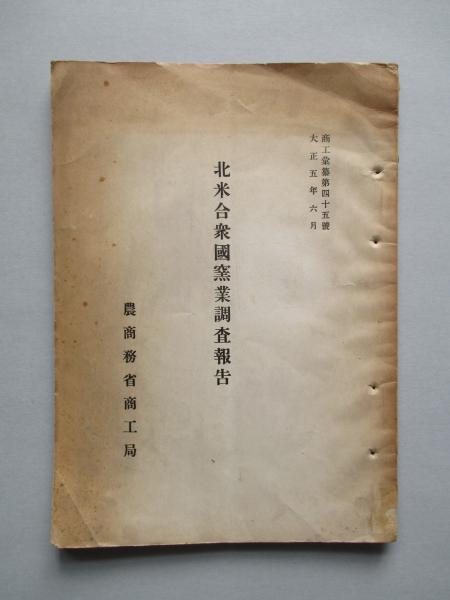 商工彙纂第四十五號
大正五年六月
北米合衆國窯業調査報告
農商務省商工局